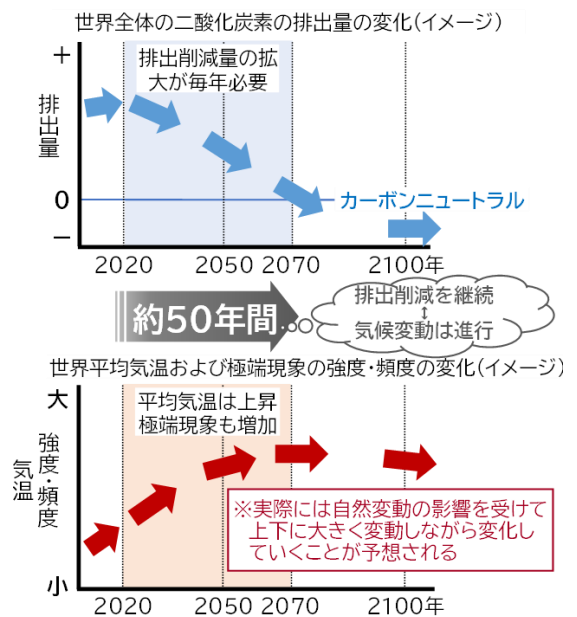 世界全体の二酸化炭素の排出量の変化(イメージ)
＋
排出削減量の拡
大が毎年必要
排出量
0
カーボンニュートラル
－
2020
2050
2070
2100年
約50年間
排出削減を継続
↕
気候変動は進行
世界平均気温および極端現象の強度・頻度の変化(イメージ)
大
平均気温は上昇
極端現象も増加
強度・頻度
気温
※実際には自然変動の影響を受けて
上下に大きく変動しながら変化し
ていくことが予想される
小
2020
2050
2070
2100年